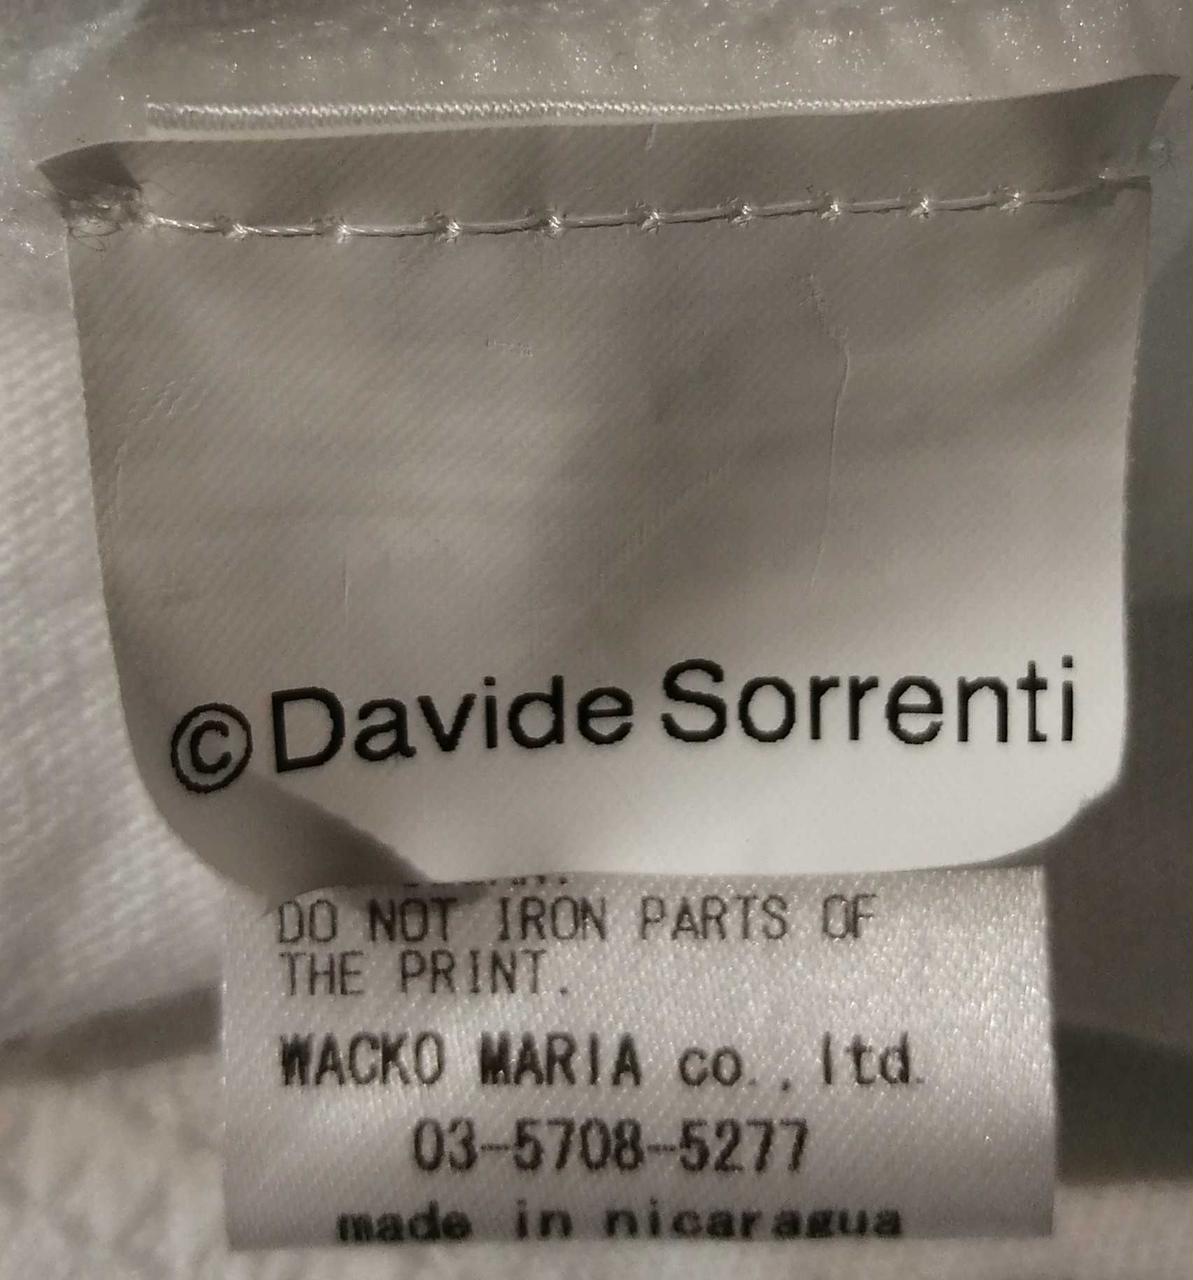 ©Davide Sorrenti
DO NOT IRON PARTS OF
THE PRINT.
WACKO MARIA co.,ltd.
03-5708-5277
made in nicaragua